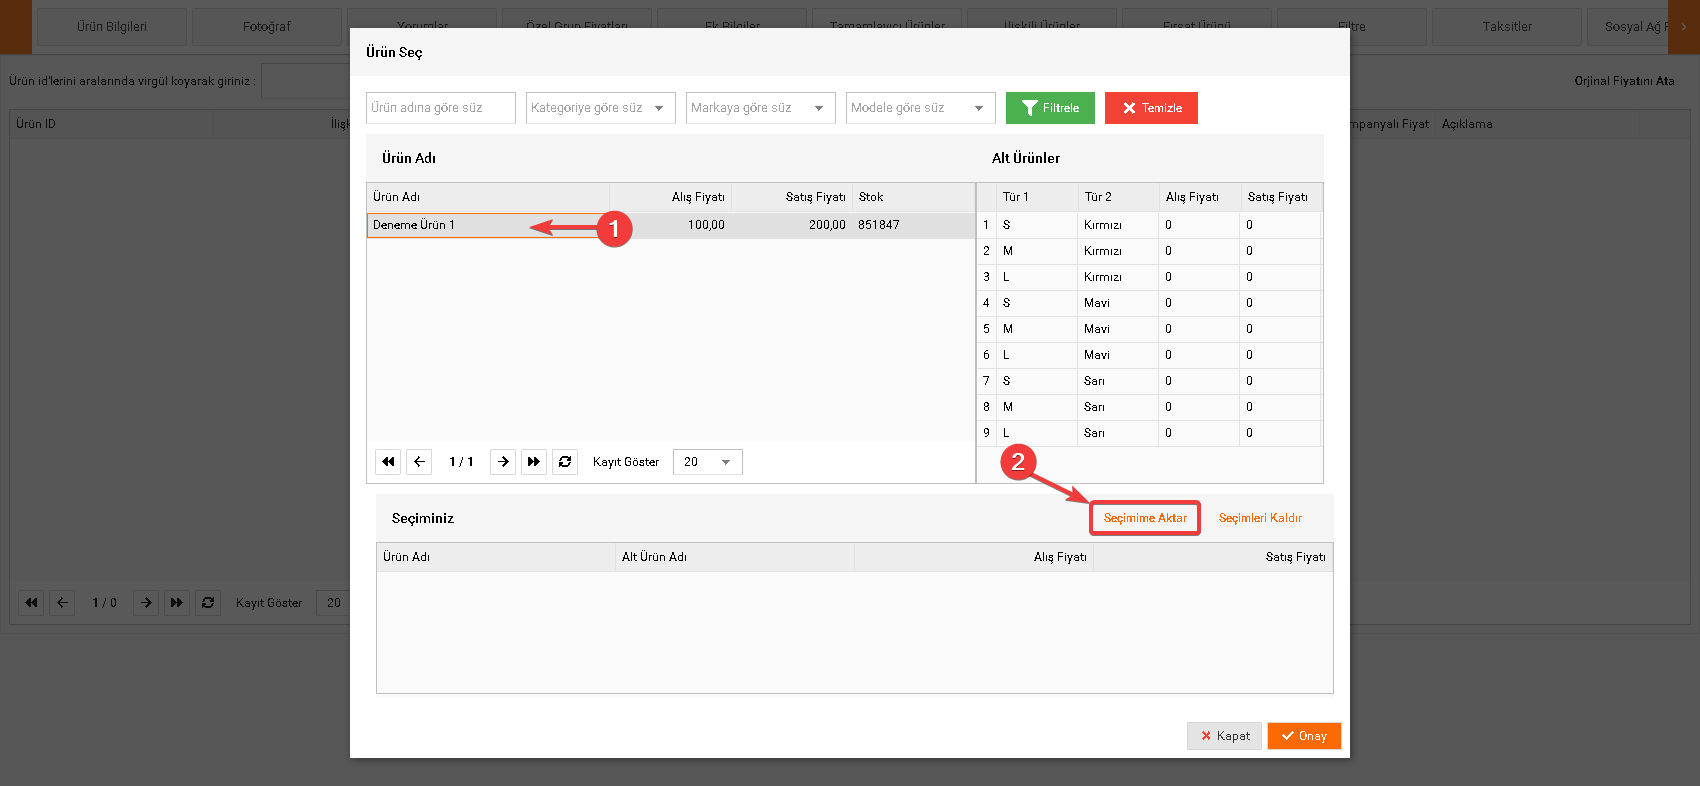 Ürün Bilgileri
Fotoğraf
Yorumlar
Özel Grup Fiyatları
Ek Bilgiler
Tamamlayıcı Ürünler
İlişkili Ürünler
Fırsat Ürünü
Filtre
Taksitler
Sosyal Ağ
Ürün id'lerini aralarında virgül koyarak giriniz :
Orjinal Fiyatını Ata
Ürün ID
Fiyat
Açıklama
1 / 0
Kayıt Göster
20
Ürün Seç
Ürün adına göre süz
Kategoriye göre süz
Markaya göre süz
Modele göre süz
Filtrele
Temizle
Ürün Adı
Alt Ürünler
Ürün Adı Alış Fiyatı Satış Fiyatı Stok
Deneme Ürün 1 100,00 200,00 851847
1
Tür 1 Tür 2 Alış Fiyatı Satış Fiyatı
1 S Kırmızı 0 0
2 M Kırmızı 0 0
3 L Kırmızı 0 0
4 S Mavi 0 0
5 M Mavi 0 0
6 L Mavi 0 0
7 S Sarı 0 0
8 M Sarı 0 0
9 L Sarı 0 0
1 / 1
Kayıt Göster
20
2
Seçiminiz
Seçimime Aktar
Seçimleri Kaldır
Ürün Adı Alt Ürün Adı Alış Fiyatı Satış Fiyatı
Kapat
Onay